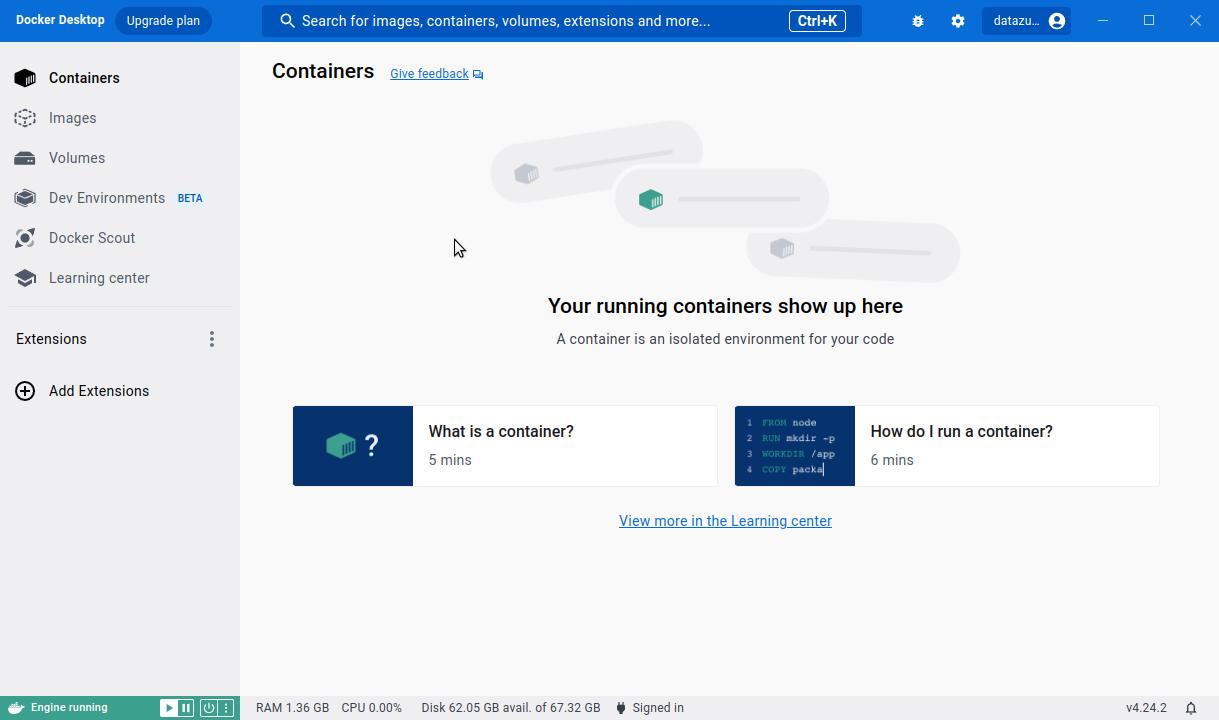 Docker Desktop
Upgrade plan
Search for images, containers, volumes, extensions and more...
Ctrl+K
datazu...
Containers
Images
Volumes
Dev Environments BETA
Docker Scout
Learning center
Extensions
Add Extensions
Containers
Give feedback
Your running containers show up here
A container is an isolated environment for your code
?
What is a container?
5 mins
1 FROM node
2 RUN mkdir -p
3 WORKDIR /app
4 COPY packa
How do I run a container?
6 mins
View more in the Learning center
Engine running
RAM 1.36 GB CPU 0.00% Disk 62.05 GB avail. of 67.32 GB Signed in
v4.24.2